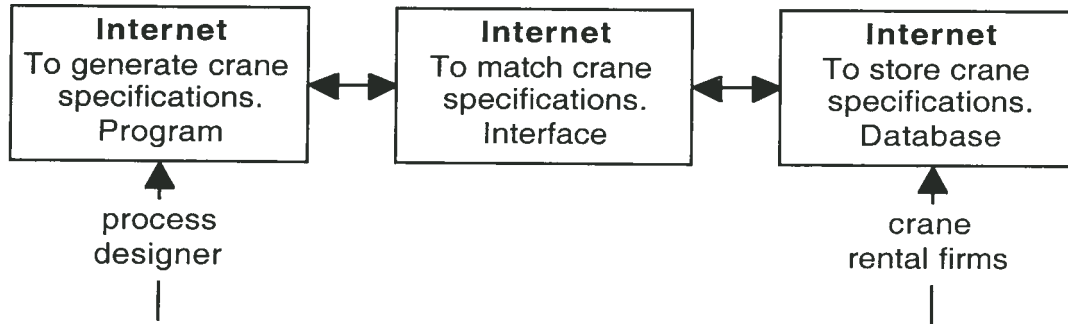 Internet
To generate crane
specifications.
Program
Internet
To match crane
specifications.
Interface
Internet
To store crane
specifications.
Database
process
designer
crane
rental firms